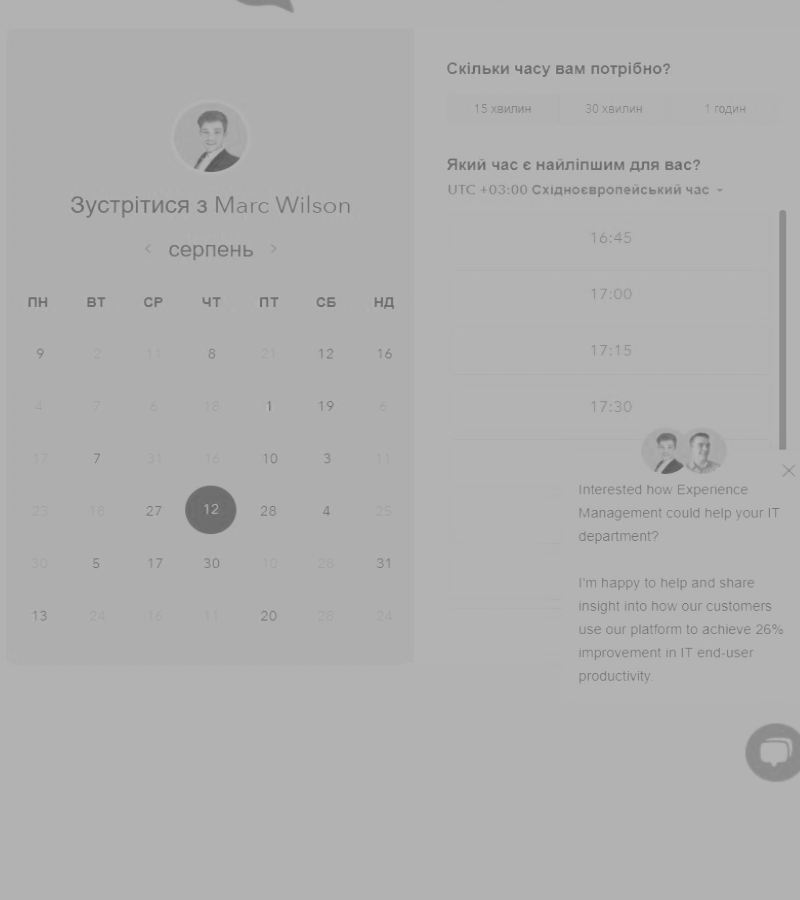 Зустрітися з Marc Wilson
серпень
ПН ВТ СР ЧТ ПТ СБ НД
9 2 11 8 21 12 16
4 7 6 18 1 19 6
17 7 31 16 10 3 11
23 18 27 12 28 4 25
30 5 17 30 10 28 31
13 24 16 11 20 28 24
Скільки часу вам потрібно?
15 хвилин 30 хвилин 1 годин
Який час є найліпшим для вас?
UTC +03:00 Східноєвропейський час
16:45
17:00
17:15
17:30
Interested how Experience
Management could help your IT
department?
I'm happy to help and share
insight into how our customers
use our platform to achieve 26%
improvement in IT end-user
productivity.